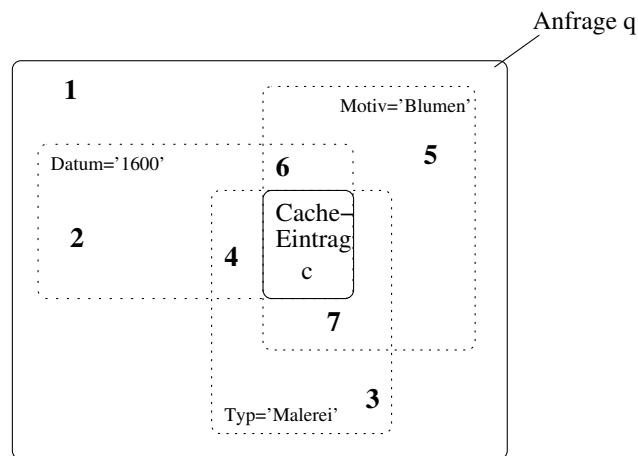 Anfrage q
1
Motiv='Blumen'
5
Datum='1600'
6
2
4
Cache–
Eintrag
c
7
3
Typ='Malerei'